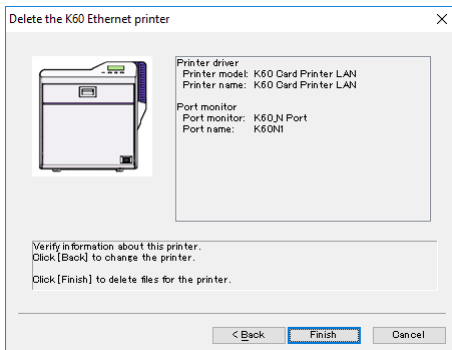 Delete the K60 Ethernet printer
Printer driver
Printer model: K60 Card Printer LAN
Printer name: K60 Card Printer LAN
Port monitor
Port monitor: K60_N Port
Port name: K60N1
Verify information about this printer.
Click [Back] to change the printer.
Click [Finish] to delete files for the printer.
< Back
Finish
Cancel